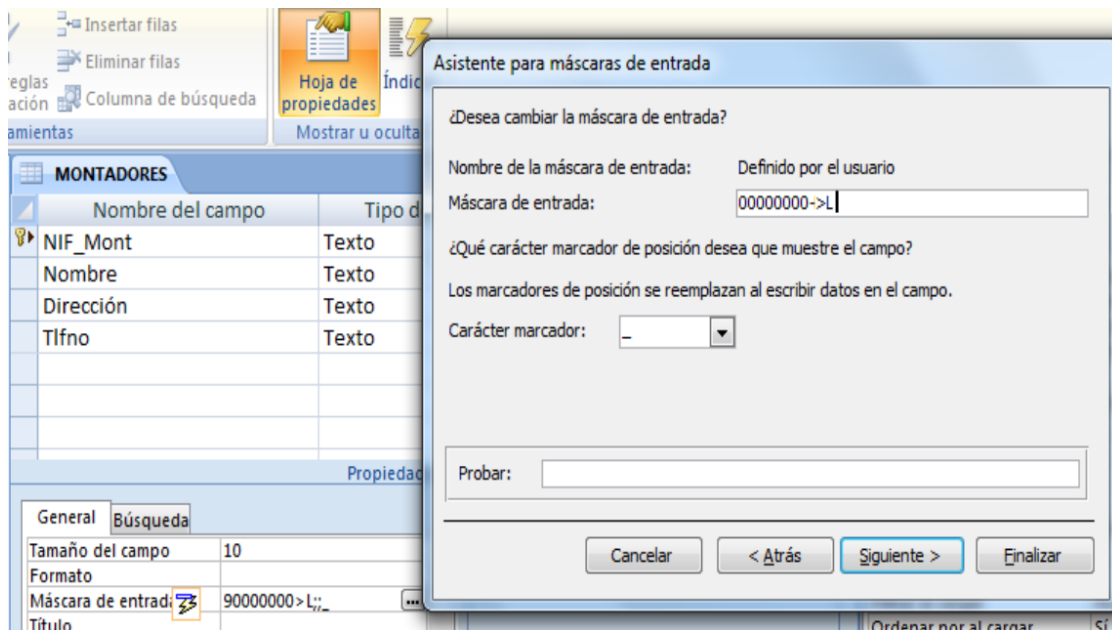 Insertar filas
Eliminar filas
reglas
ación
Columna de búsqueda
amientas
Hoja de
propiedades
Índic
Mostrar u oculta
MONTADORES
Nombre del campo
Tipo d
NIF_Mont
Texto
Nombre
Texto
Dirección
Texto
Tlfno
Texto
Propiedad
General
Búsqueda
Tamaño del campo
10
Formato
Máscara de entrada
90000000>L;;_
Título
Asistente para máscaras de entrada
¿Desea cambiar la máscara de entrada?
Nombre de la máscara de entrada:
Definido por el usuario
Máscara de entrada:
00000000->L
¿Qué carácter marcador de posición desea que muestre el campo?
Los marcadores de posición se reemplazan al escribir datos en el campo.
Carácter marcador:
_
Probar:
Cancelar
< Atrás
Siguiente >
Finalizar
Ordenar por al cargar
Sí